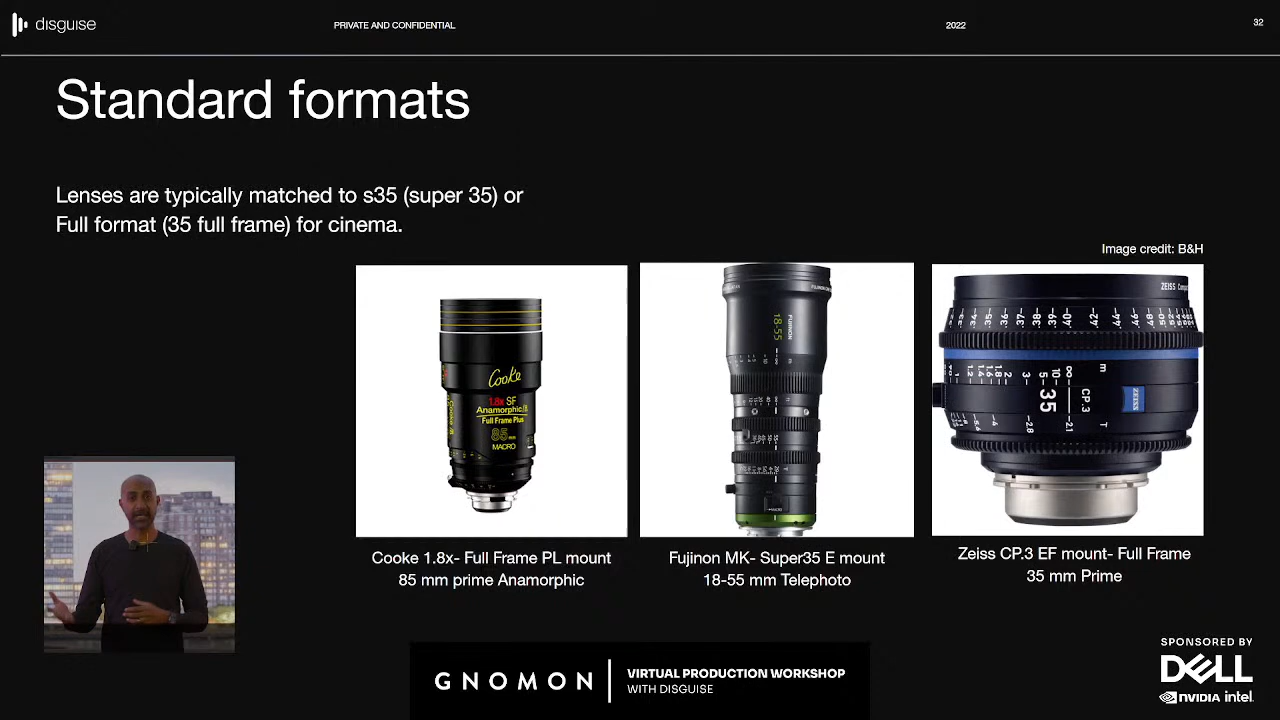 disguise
PRIVATE AND CONFIDENTIAL
2022
32
Standard formats
Lenses are typically matched to s35 (super 35) or
Full format (35 full frame) for cinema.
Image credit: B&H
Cooke
1.8x SF
Anamorphic/i
Full Frame Plus
85mm
MACRO
FUJINON
18-55
ZEISS
35
CP.3
ZEISS
Cooke 1.8x- Full Frame PL mount
85 mm prime Anamorphic
Fujinon MK- Super35 E mount
18-55 mm Telephoto
Zeiss CP.3 EF mount- Full Frame
35 mm Prime
GNOMON
VIRTUAL PRODUCTION WORKSHOP
WITH DISGUISE
SPONSORED BY
DELL
NVIDIA intel.